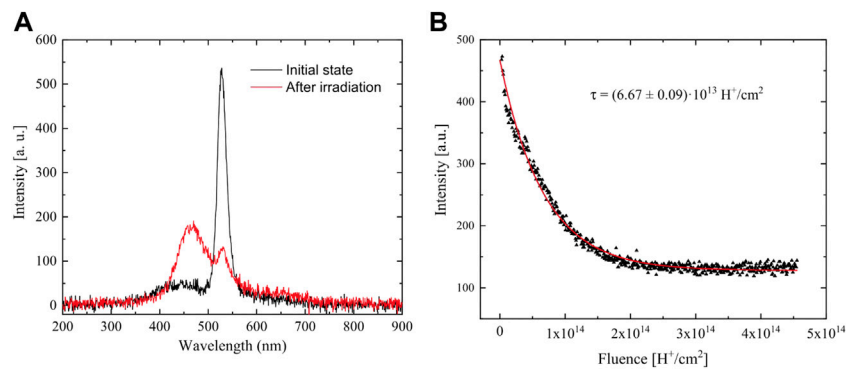 A
600
500
400
300
200
100
0
Intensity [a. u.]
200
300
400
500
600
700
800
900
Wavelength (nm)
Initial state
After irradiation
B
500
400
300
200
100
Intensity [a.u.]
τ = (6.67 ± 0.09)·10¹³ H⁺/cm²
0
1x10¹⁴
2x10¹⁴
3x10¹⁴
4x10¹⁴
5x10¹⁴
Fluence [H⁺/cm²]